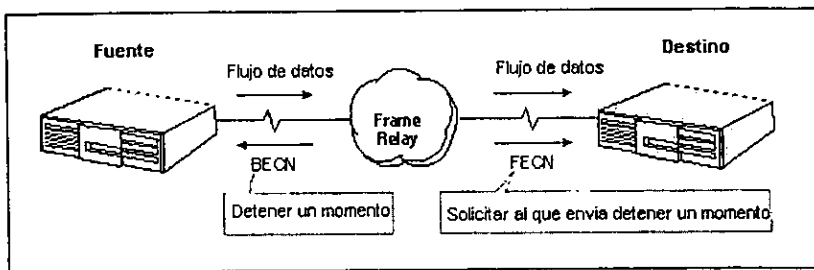 Fuente
Destino
Flujo de datos
Flujo de datos
Frame
Relay
BECN
FECN
Detener un momento
Solicitar al que envia detener un momento